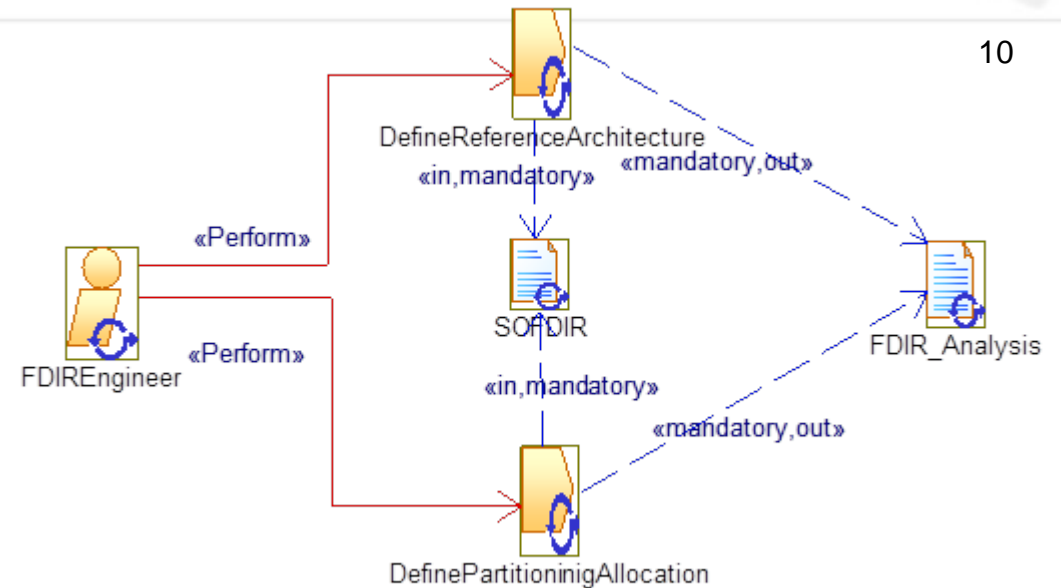 10
DefineReferenceArchitecture
«mandatory,out»
«in,mandatory»
«Perform»
SOFDIR
FDIR_Analysis
«Perform»
FDIREngineer
«in,mandatory»
«mandatory,out»
DefinePartitioninigAllocation